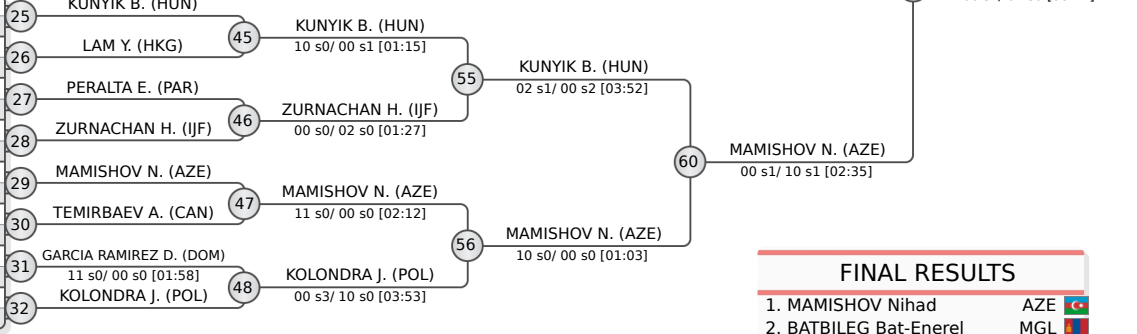 KUNYIK B. (HUN)
25
KUNYIK B. (HUN)
10 s0/ 00 s1 [01:15]
45
LAM Y. (HKG)
26
KUNYIK B. (HUN)
02 s1/ 00 s2 [03:52]
55
PERALTA E. (PAR)
27
ZURNACHAN H. (IJF)
00 s0/ 02 s0 [01:27]
46
ZURNACHAN H. (IJF)
28
MAMISHOV N. (AZE)
00 s1/ 10 s1 [02:35]
60
MAMISHOV N. (AZE)
29
MAMISHOV N. (AZE)
11 s0/ 00 s0 [02:12]
47
TEMIRBAEV A. (CAN)
30
MAMISHOV N. (AZE)
10 s0/ 00 s0 [01:03]
56
GARCIA RAMIREZ D. (DOM)
11 s0/ 00 s0 [01:58]
31
KOLONDRA J. (POL)
00 s3/ 10 s0 [03:53]
48
KOLONDRA J. (POL)
32
FINAL RESULTS
1. MAMISHOV Nihad AZE
2. BATBILEG Bat-Enerel MGL